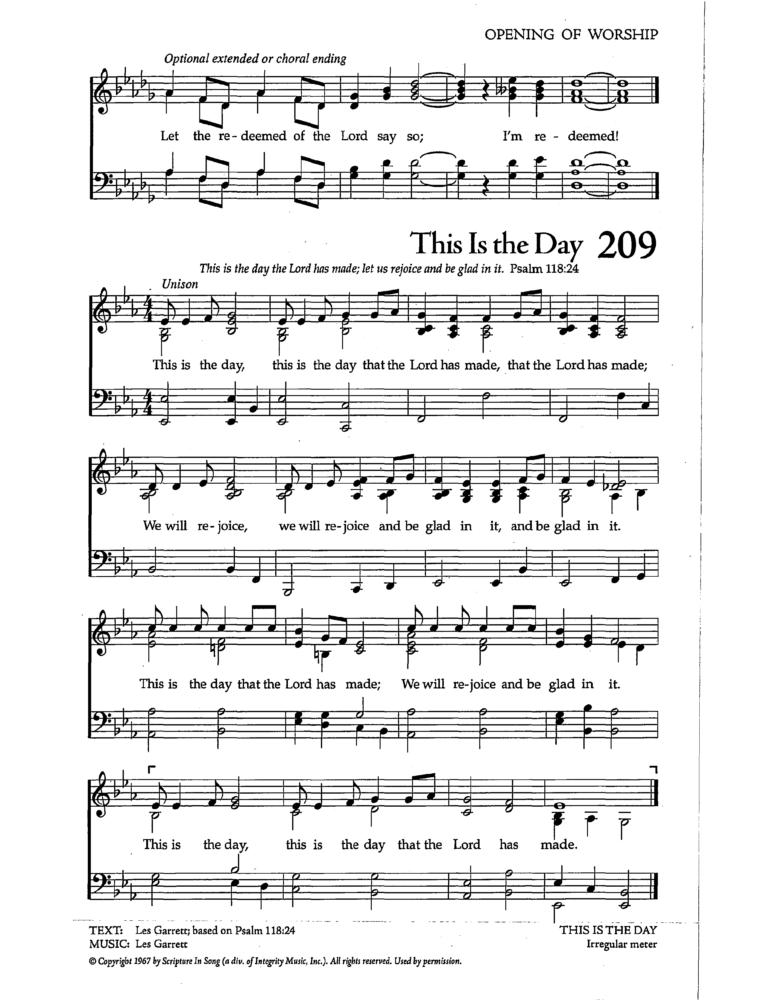 OPENING OF WORSHIP
Optional extended or choral ending
Let the re - deemed of the Lord say so; I'm re - deemed!
This Is the Day 209
This is the day the Lord has made; let us rejoice and be glad in it. Psalm 118:24
Unison
4
4
This is the day, this is the day that the Lord has made, that the Lord has made;
4
4
We will re - joice, we will re - joice and be glad in it, and be glad in it.
This is the day that the Lord has made; We will re - joice and be glad in it.
This is the day, this is the day that the Lord has made.
TEXT: Les Garrett; based on Psalm 118:24 THIS IS THE DAY
MUSIC: Les Garrett Irregular meter
© Copyright 1967 by Scripture In Song (a div. of Integrity Music, Inc.). All rights reserved. Used by permission.